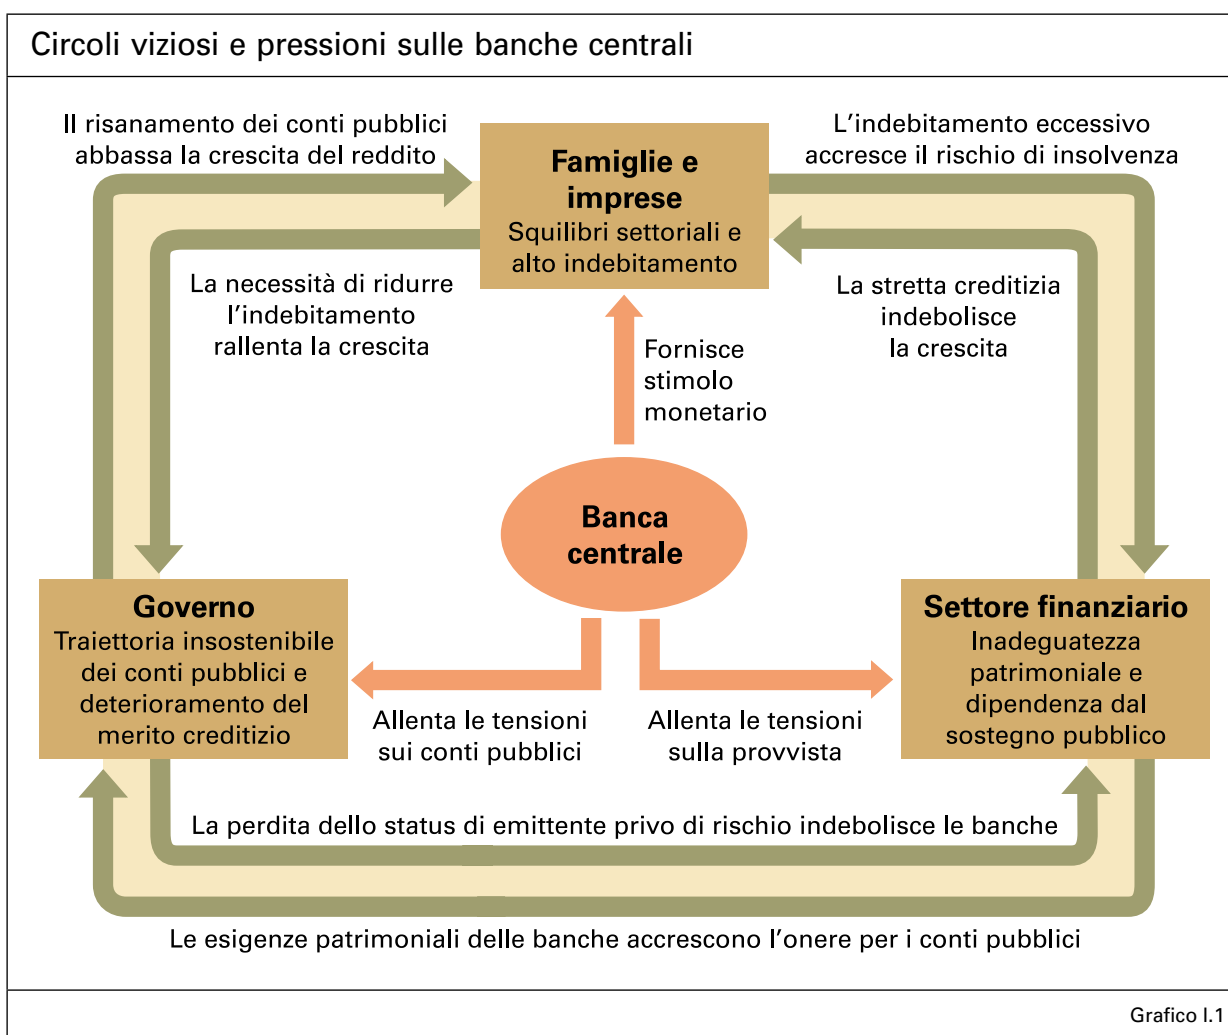 Circoli viziosi e pressioni sulle banche centrali
Il risanamento dei conti pubblici
abbassa la crescita del reddito
Famiglie e
imprese
Squilibri settoriali e
alto indebitamento
L'indebitamento eccessivo
accresce il rischio di insolvenza
La necessità di ridurre
l'indebitamento
rallenta la crescita
La stretta creditizia
indebolisce
la crescita
Fornisce
stimolo
monetario
Banca
centrale
Governo
Traiettoria insostenibile
dei conti pubblici e
deterioramento del
merito creditizio
Settore finanziario
Inadeguatezza
patrimoniale e
dipendenza dal
sostegno pubblico
Allenta le tensioni
sui conti pubblici
Allenta le tensioni
sulla provvista
La perdita dello status di emittente privo di rischio indebolisce le banche
Le esigenze patrimoniali delle banche accrescono l'onere per i conti pubblici
Grafico I.1